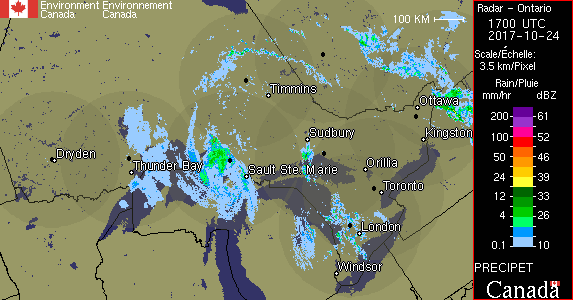 Environment Environnement
Canada Canada
100 KM
Timmins
Ottawa
Sudbury
Kingston
Dryden
Thunder Bay
Sault Ste-Marie
Orillia
Toronto
London
Windsor
Radar - Ontario
1700 UTC
2017-10-24
Scale/Échelle:
3.5 km/Pixel
Rain/Pluie
mm/hr dBZ
200 61
100 52
50 46
24 39
12 33
4 26
0.1 10
PRECIPET
Canada